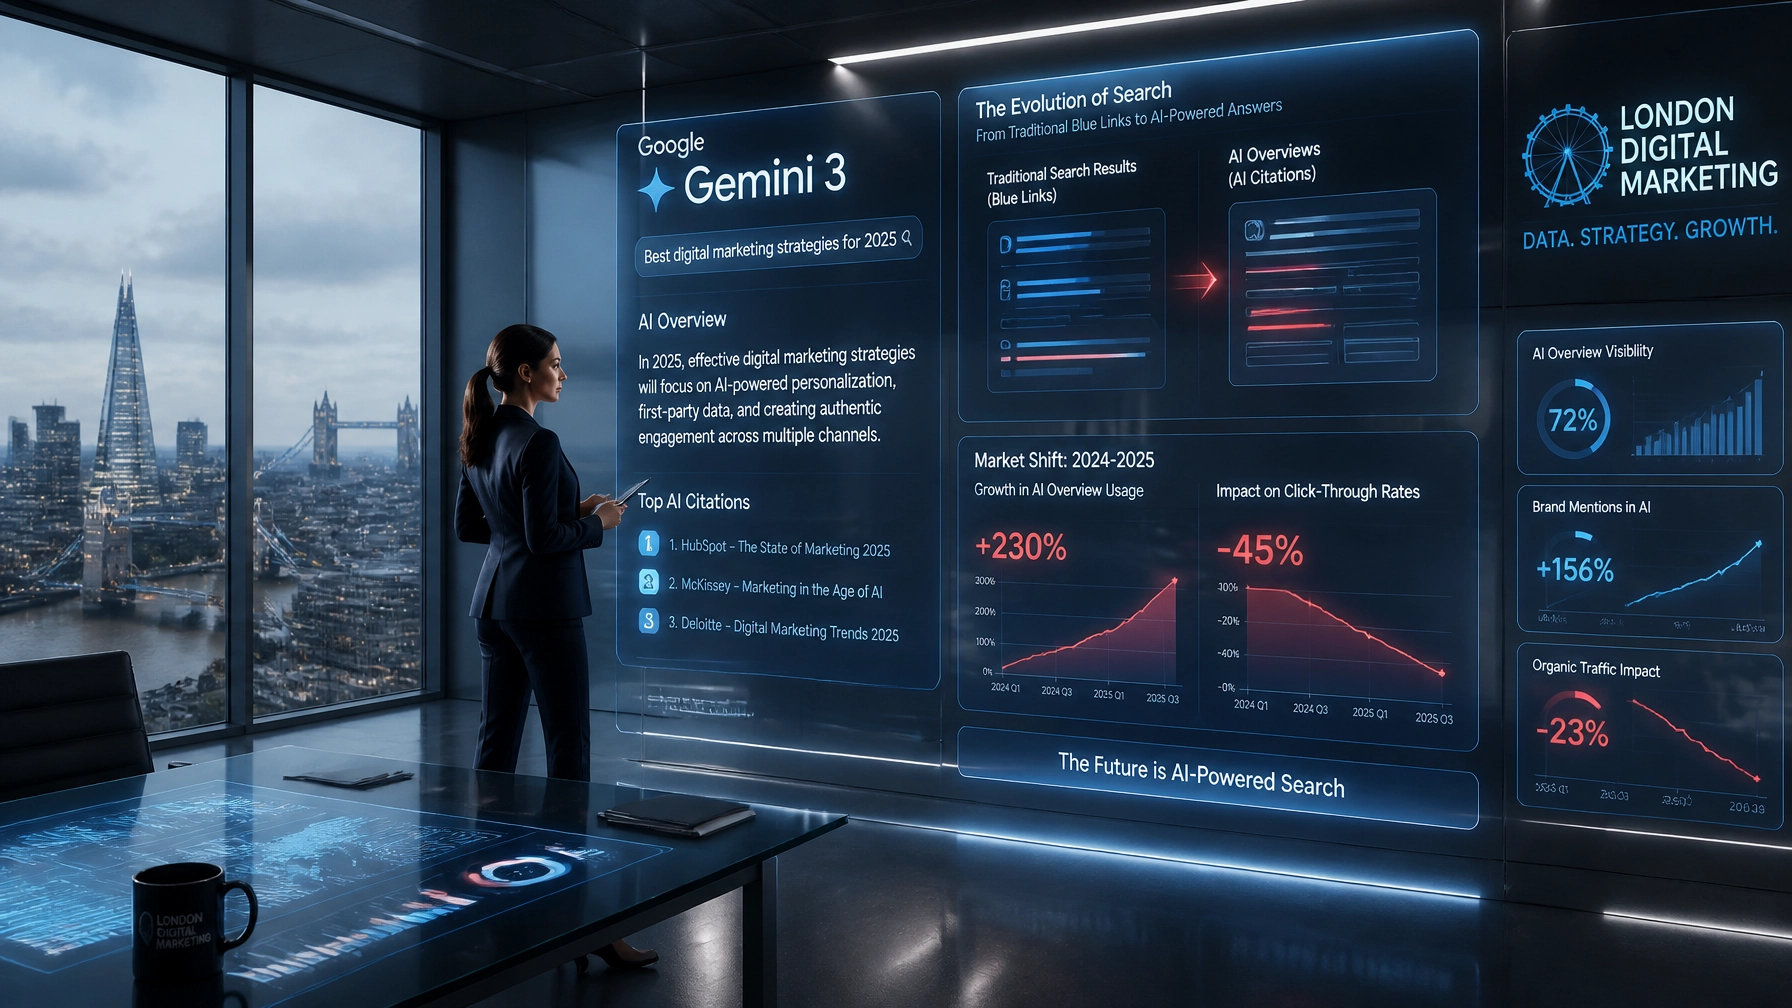 Google
Gemini 3
Best digital marketing strategies for 2025
AI Overview
In 2025, effective digital marketing strategies
will focus on AI-powered personalization,
first-party data, and creating authentic
engagement across multiple channels.
Top AI Citations
1
1. HubSpot – The State of Marketing 2025
2. McKissey – Marketing in the Age of AI
3
3. Deloitte – Digital Marketing Trends 2025
The Evolution of Search
From Traditional Blue Links to AI-Powered Answers
Traditional Search Results
(Blue Links)
AI Overviews
(AI Citations)
Market Shift: 2024-2025
Growth in AI Overview Usage
+230%
300%
200%
100%
0%
2024 Q1
2024 Q3
2025 Q1
2025 Q3
Impact on Click-Through Rates
-45%
-20%
-40%
-0%
2024 Q1
2024 Q3
2025 Q1
2025 Q3
The Future is AI-Powered Search
LONDON
DIGITAL
MARKETING
DATA. STRATEGY. GROWTH.
AI Overview Visibility
72%
Brand Mentions in AI
+156%
Organic Traffic Impact
-23%
LONDON
DIGITAL
MARKETING